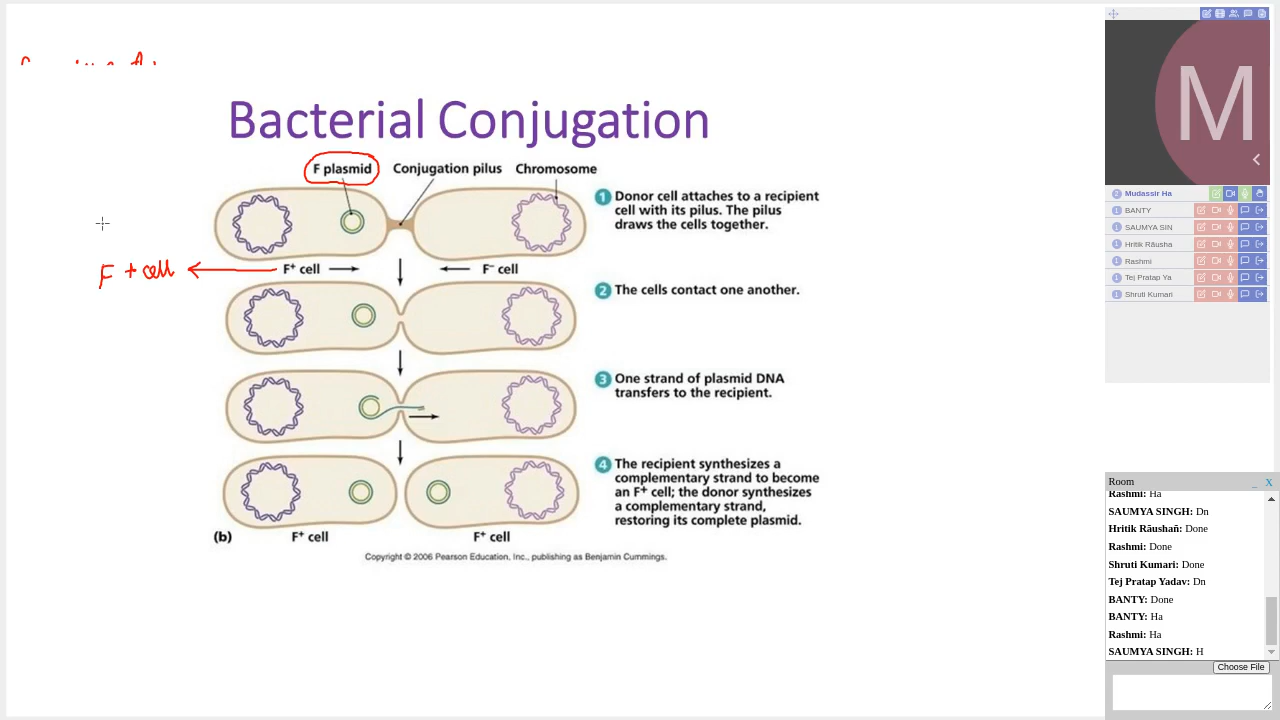 Bacterial Conjugation
F plasmid
Conjugation pilus
Chromosome
1 Donor cell attaches to a recipient
cell with its pilus. The pilus
draws the cells together.
F + cell
F⁺ cell
F⁻ cell
2 The cells contact one another.
3 One strand of plasmid DNA
transfers to the recipient.
4 The recipient synthesizes a
complementary strand to become
an F⁺ cell; the donor synthesizes
a complementary strand,
restoring its complete plasmid.
(b)
F⁺ cell
F⁺ cell
Copyright © 2006 Pearson Education, Inc., publishing as Benjamin Cummings.
M
Mudassir Ha
BANTY
SAUMYA SIN
Hritik Rāusha
Rashmi
Tej Pratap Ya
Shruti Kumari
Room
_ X
Rashmi: Ha
SAUMYA SINGH: Dn
Hritik Rāushañ: Done
Rashmi: Done
Shruti Kumari: Done
Tej Pratap Yadav: Dn
BANTY: Done
BANTY: Ha
Rashmi: Ha
SAUMYA SINGH: H
Choose File